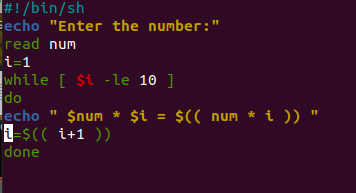 #!/bin/sh
echo "Enter the number:"
read num
i=1
while [ $i -le 10 ]
do
echo " $num * $i = $(( num * i )) "
i=$(( i+1 ))
done